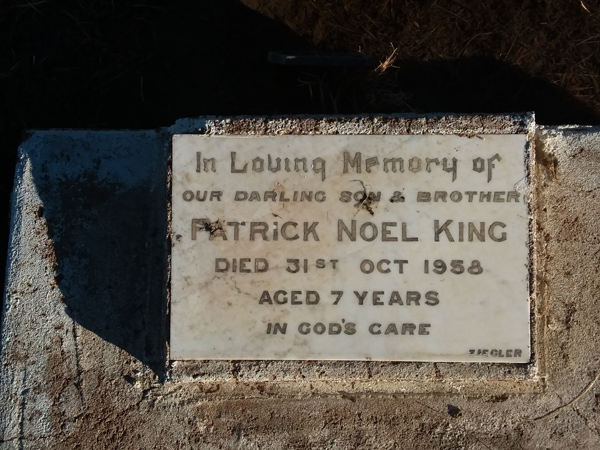 In Loving Memory of
OUR DARLING SON & BROTHER
PATRICK NOEL KING
DIED 31ST OCT 1958
AGED 7 YEARS
IN GOD'S CARE
ZIEGLER